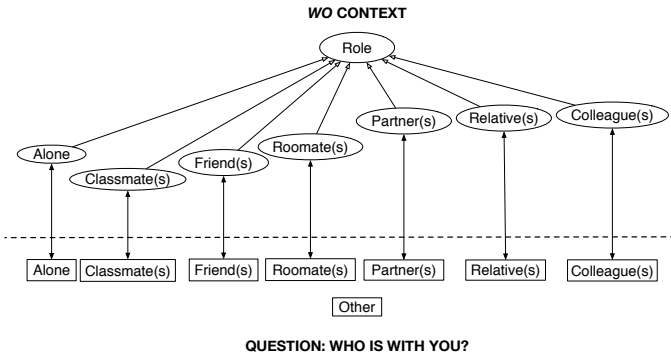 WO CONTEXT
Role
Alone
Classmate(s)
Friend(s)
Roomate(s)
Partner(s)
Relative(s)
Colleague(s)
Alone
Classmate(s)
Friend(s)
Roomate(s)
Partner(s)
Relative(s)
Colleague(s)
Other
QUESTION: WHO IS WITH YOU?